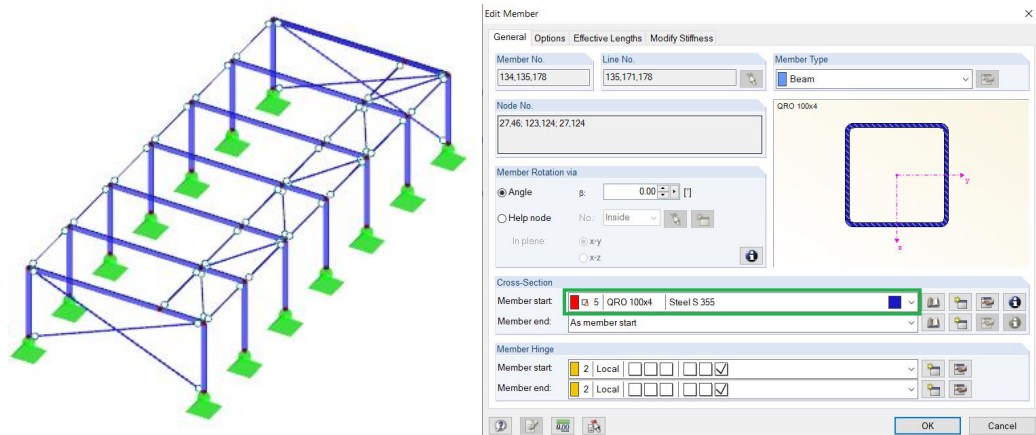 Edit Member
General Options Effective Lengths Modify Stiffness
Member No. Line No. Member Type
134,135,178 135,171,178 Beam
Node No. QRO 100x4
27,46; 123,124; 27,124
Member Rotation via
Angle β: 0.00 [°]
Help node No.: Inside
In plane: x-y
x-z
y
z
Cross-Section
Member start: 5 QRO 100x4 Steel S 355
Member end: As member start
Member Hinge
Member start: 2 Local
Member end: 2 Local
0,00
OK Cancel